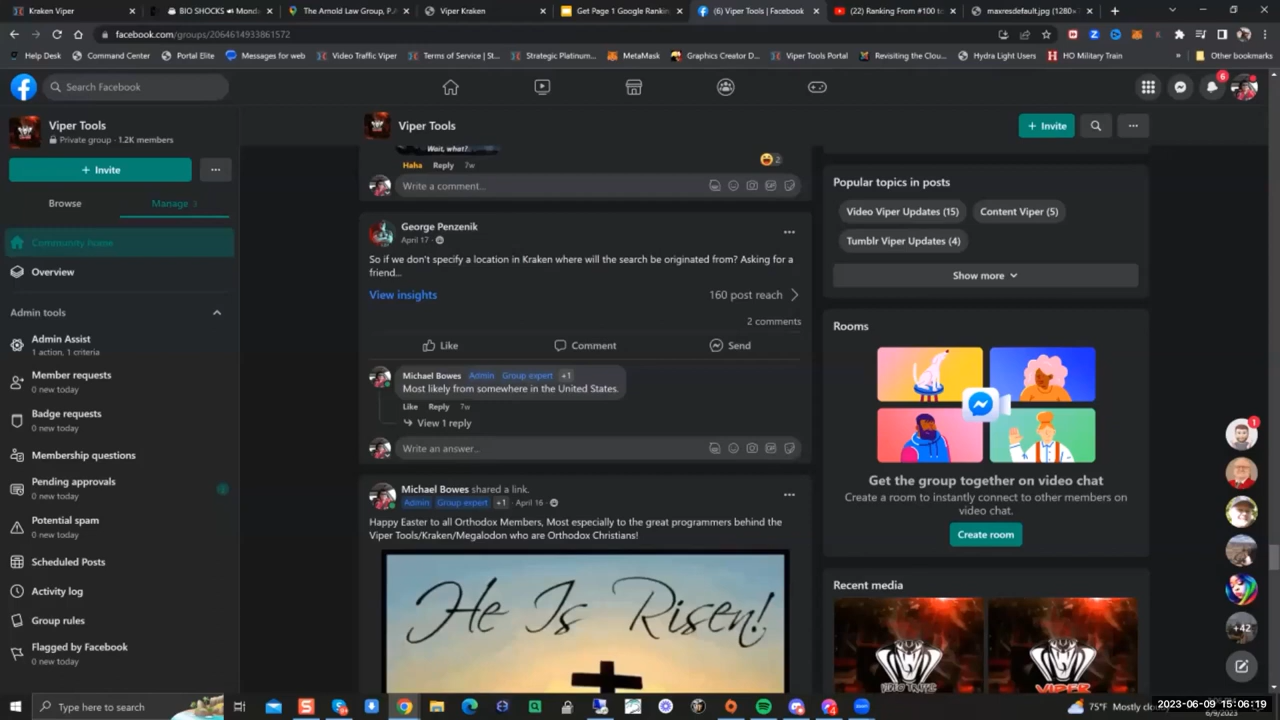 Kraken Viper
BIO SHOCKS
Monda
The Arnold Law Group, P.A
Viper Kraken
Get Page 1 Google Rankin
(6) Viper Tools | Facebook
(22) Ranking From #100 to
maxresdefault.jpg (1280×
facebook.com/groups/2064614933861572
Help Desk
Command Center
Portal Elite
Messages for web
Video Traffic Viper
Terms of Service | St...
Strategic Platinum...
MetaMask
Graphics Creator D...
Viper Tools Portal
Revisiting the Clou...
Hydra Light Users
HO Military Train
Other bookmarks
Search Facebook
6
Viper Tools
Private group · 1.2K members
+ Invite
Browse
Manage
Community home
Overview
Admin tools
Admin Assist
1 action, 1 criteria
Member requests
0 new today
Badge requests
0 new today
Membership questions
Pending approvals
0 new today
Potential spam
0 new today
Scheduled Posts
Activity log
Group rules
Flagged by Facebook
0 new today
Viper Tools
+ Invite
Wait, what?
Haha Reply 7w
2
Write a comment...
George Penzenik
April 17 ·
So if we don't specify a location in Kraken where will the search be originated from? Asking for a
friend...
View insights
160 post reach
2 comments
Like
Comment
Send
Michael Bowes Admin Group expert +1
Most likely from somewhere in the United States.
Like Reply 7w
View 1 reply
Write an answer...
Michael Bowes shared a link.
Admin Group expert +1 · April 16 ·
Happy Easter to all Orthodox Members, Most especially to the great programmers behind the
Viper Tools/Kraken/Megalodon who are Orthodox Christians!
He Is Risen!
Popular topics in posts
Video Viper Updates (15)
Content Viper (5)
Tumblr Viper Updates (4)
Show more
Rooms
Get the group together on video chat
Create a room to instantly connect to other members on
video chat.
Create room
Recent media
VIDEO TRAFFIC
VIPER
1
+42
Type here to search
75°F Mostly clo
2023-06-09 15:06:19
6/9/2023